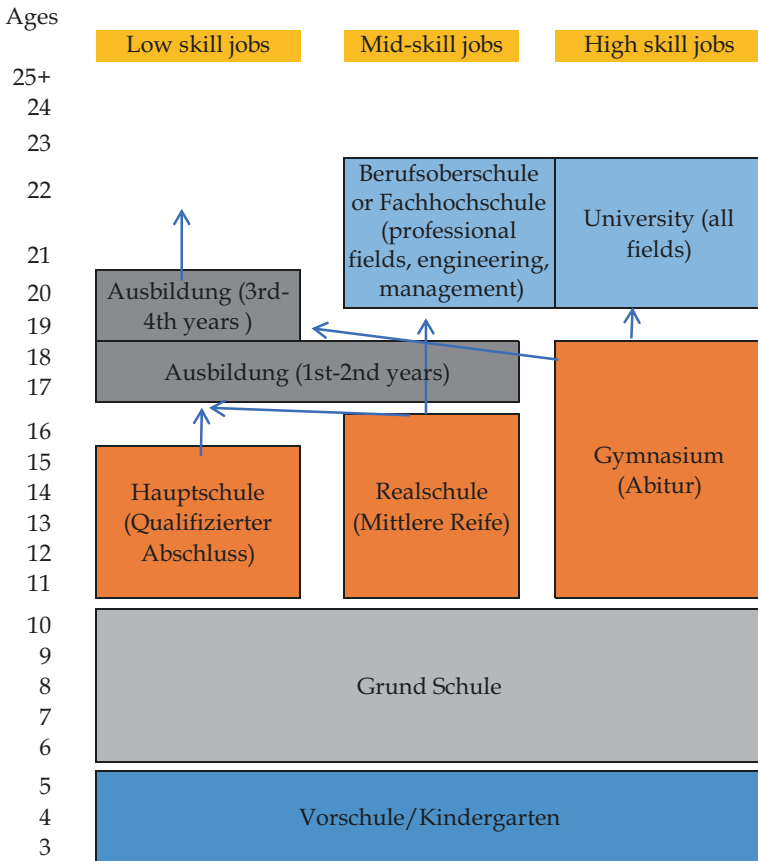 Ages
Low skill jobs
Mid-skill jobs
High skill jobs
25+
24
23
22
21
20
19
18
17
16
15
14
13
12
11
10
9
8
7
6
5
4
3
Berufsoberschule
or Fachhochschule
(professional
fields, engineering,
management)
University (all
fields)
Ausbildung (3rd-
4th years )
Ausbildung (1st-2nd years)
Hauptschule
(Qualifizierter
Abschluss)
Realschule
(Mittlere Reife)
Gymnasium
(Abitur)
Grund Schule
Vorschule/Kindergarten